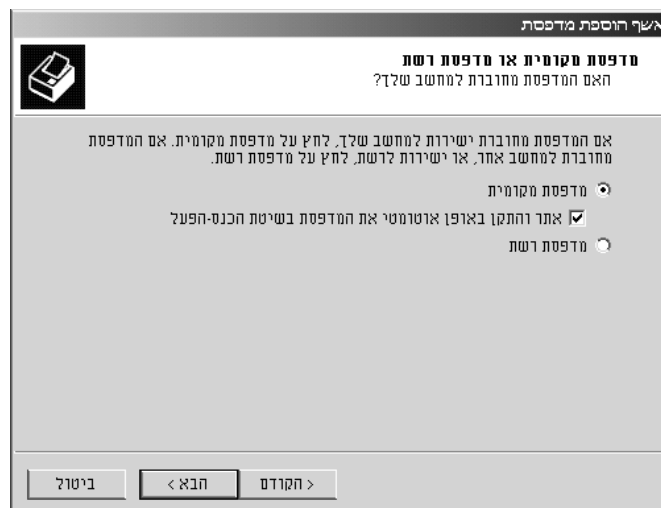 אשף הוספת מדפסת
מדפסת מקומית או מדפסת רשת
האם המדפסת מחוברת למחשב שלך?
אם המדפסת מחוברת ישירות למחשב שלך, לחץ על מדפסת מקומית. אם המדפסת
מחוברת למחשב אחר, או ישירות לרשת, לחץ על מדפסת רשת.
מדפסת מקומית
אתר והתקן באופן אוטומטי את המדפסת בשיטת הכנס-הפעל
מדפסת רשת
< הקודם
הבא >
ביטול